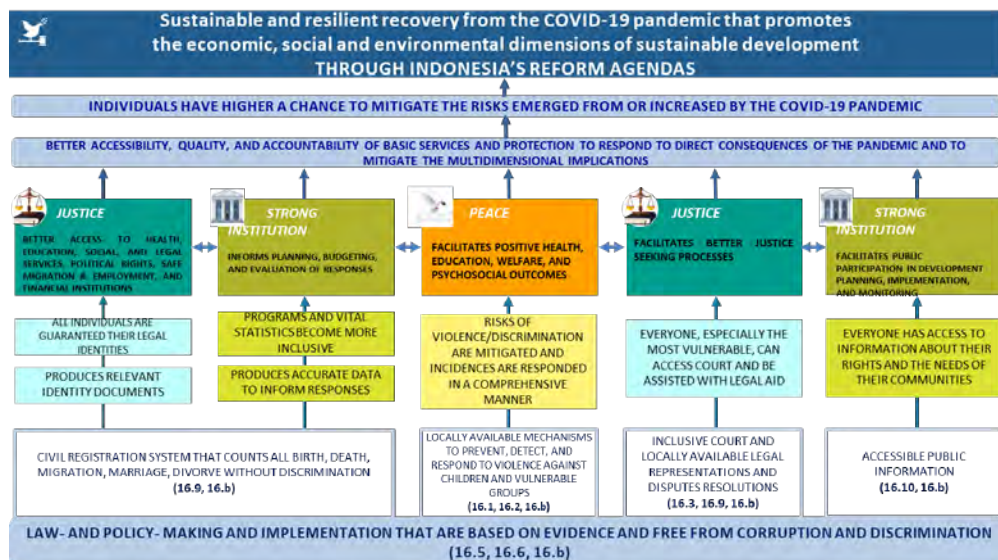 Sustainable and resilient recovery from the COVID-19 pandemic that promotes
the economic, social and environmental dimensions of sustainable development
THROUGH INDONESIA'S REFORM AGENDAS
INDIVIDUALS HAVE HIGHER A CHANCE TO MITIGATE THE RISKS EMERGED FROM OR INCREASED BY THE COVID-19 PANDEMIC
BETTER ACCESSIBILITY, QUALITY, AND ACCOUNTABILITY OF BASIC SERVICES AND PROTECTION TO RESPOND TO DIRECT CONSEQUENCES OF THE PANDEMIC AND TO
MITIGATE THE MULTIDIMENSIONAL IMPLICATIONS
JUSTICE
BETTER ACCESS TO HEALTH,
EDUCATION, SOCIAL, AND LEGAL
SERVICES, POLITICAL RIGHTS, SAFE
MIGRATION & EMPLOYMENT, AND
FINANCIAL INSTITUTIONS
STRONG
INSTITUTION
INFORMS PLANNING, BUDGETING,
AND EVALUATION OF RESPONSES
PEACE
FACILITATES POSITIVE HEALTH,
EDUCATION, WELFARE, AND
PSYCHOSOCIAL OUTCOMES
JUSTICE
FACILITATES BETTER JUSTICE
SEEKING PROCESSES
STRONG
INSTITUTION
FACILITATES PUBLIC
PARTICIPATION IN DEVELOPMENT
PLANNING, IMPLEMENTATION,
AND MONITORING
ALL INDIVIDUALS ARE
GUARANTEED THEIR LEGAL
IDENTITIES
PRODUCES RELEVANT
IDENTITY DOCUMENTS
PROGRAMS AND VITAL
STATISTICS BECOME MORE
INCLUSIVE
PRODUCES ACCURATE DATA
TO INFORM RESPONSES
RISKS OF
VIOLENCE/DISCRIMINATION
ARE MITIGATED AND
INCIDENCES ARE RESPONDED
IN A COMPREHENSIVE
MANNER
EVERYONE, ESPECIALLY THE
MOST VULNERABLE, CAN
ACCESS COURT AND BE
ASSISTED WITH LEGAL AID
EVERYONE HAS ACCESS TO
INFORMATION ABOUT THEIR
RIGHTS AND THE NEEDS OF
THEIR COMMUNITIES
CIVIL REGISTRATION SYSTEM THAT COUNTS ALL BIRTH, DEATH,
MIGRATION, MARRIAGE, DIVORVE WITHOUT DISCRIMINATION
(16.9, 16.b)
LOCALLY AVAILABLE MECHANISMS
TO PREVENT, DETECT, AND
RESPOND TO VIOLENCE AGAINST
CHILDREN AND VULNERABLE
GROUPS
(16.1, 16.2, 16.b)
INCLUSIVE COURT AND
LOCALLY AVAILABLE LEGAL
REPRESENTATIONS AND
DISPUTES RESOLUTIONS
(16.3, 16.9, 16.b)
ACCESSIBLE PUBLIC
INFORMATION
(16.10, 16.b)
LAW- AND POLICY- MAKING AND IMPLEMENTATION THAT ARE BASED ON EVIDENCE AND FREE FROM CORRUPTION AND DISCRIMINATION
(16.5, 16.6, 16.b)